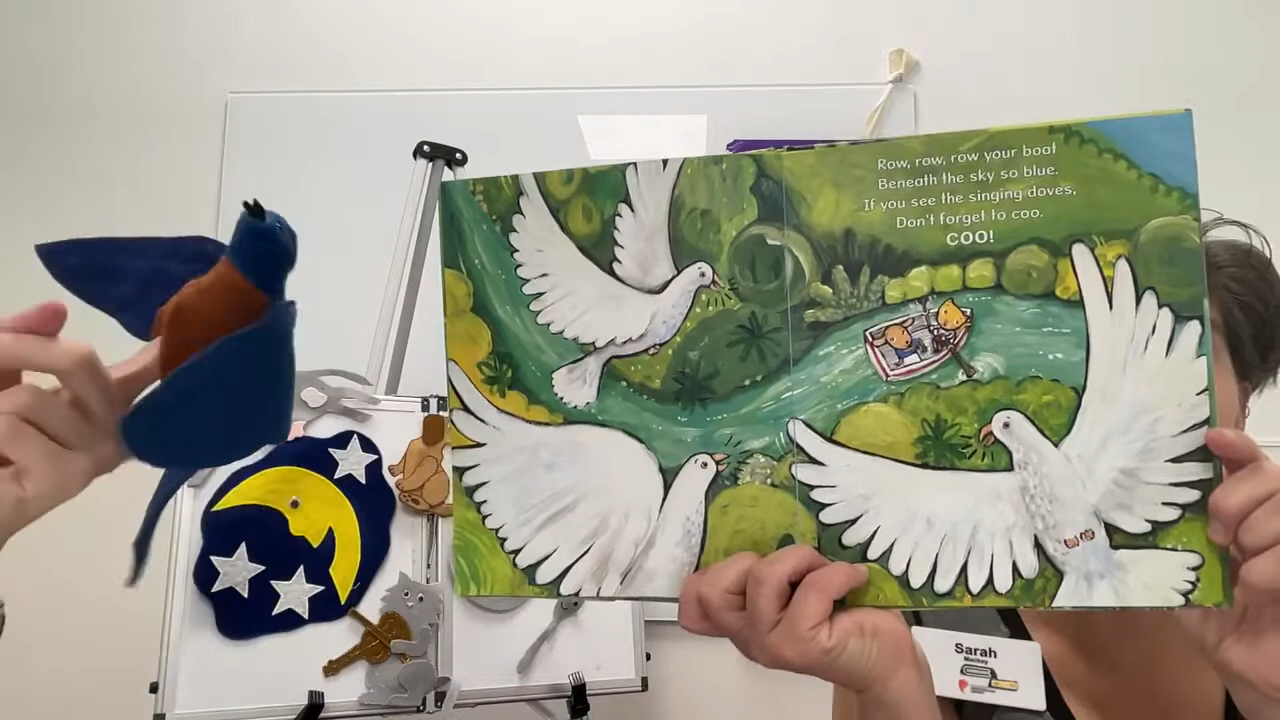 Row, row, row your boat
Beneath the sky so blue.
If you see the singing doves,
Don't forget to coo.
COO!
Sarah
Mackey